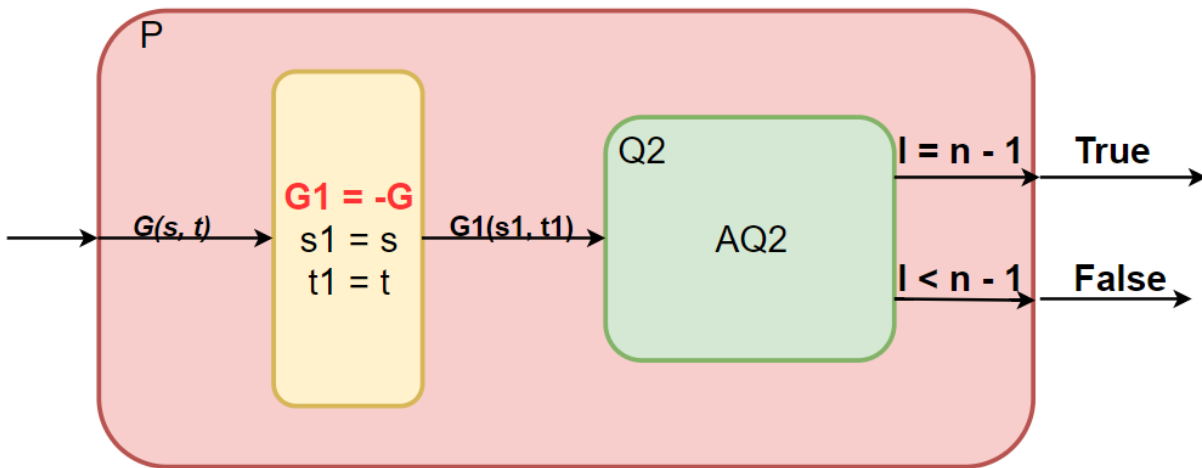 P
G(s, t)
G1 = -G
s1 = s
t1 = t
G1(s1, t1)
Q2
AQ2
l = n - 1
True
l < n - 1
False